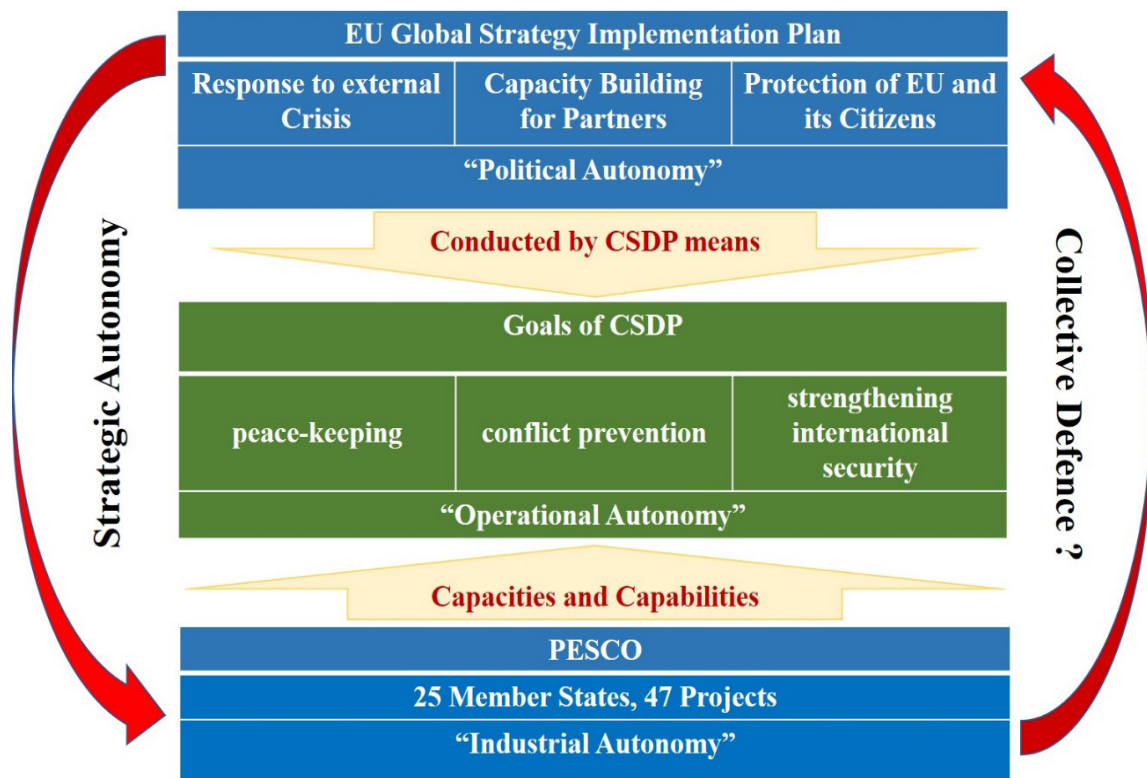 EU Global Strategy Implementation Plan
Response to external
Crisis
Capacity Building
for Partners
Protection of EU and
its Citizens
“Political Autonomy”
Conducted by CSDP means
Goals of CSDP
peace-keeping
conflict prevention
strengthening
international
security
“Operational Autonomy”
Capacities and Capabilities
PESCO
25 Member States, 47 Projects
“Industrial Autonomy”
Strategic Autonomy
Collective Defence ?